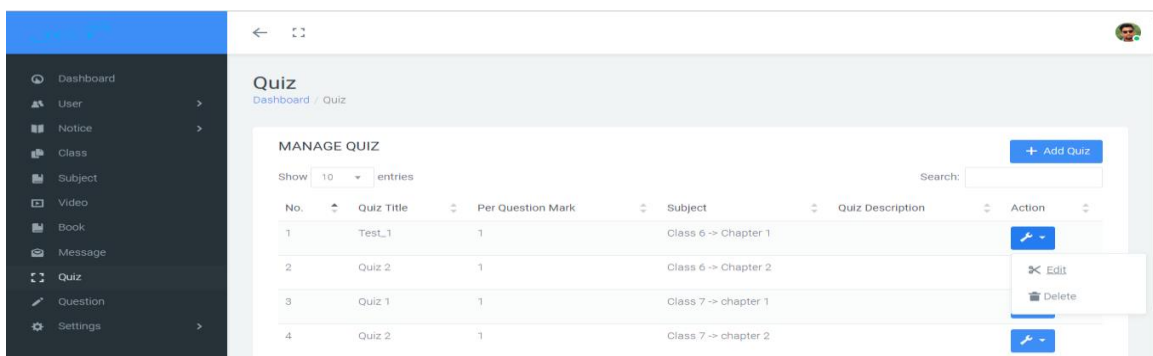 Dashboard
User
Notice
Class
Subject
Video
Book
Message
Quiz
Question
Settings
Quiz
Dashboard / Quiz
MANAGE QUIZ
+ Add Quiz
Show 10 entries
Search:
No. Quiz Title Per Question Mark Subject Quiz Description Action
1 Test_1 1 Class 6 -> Chapter 1
2 Quiz 2 1 Class 6 -> Chapter 2
Edit
3 Quiz 1 1 Class 7 -> chapter 1
Delete
4 Quiz 2 1 Class 7 -> chapter 2